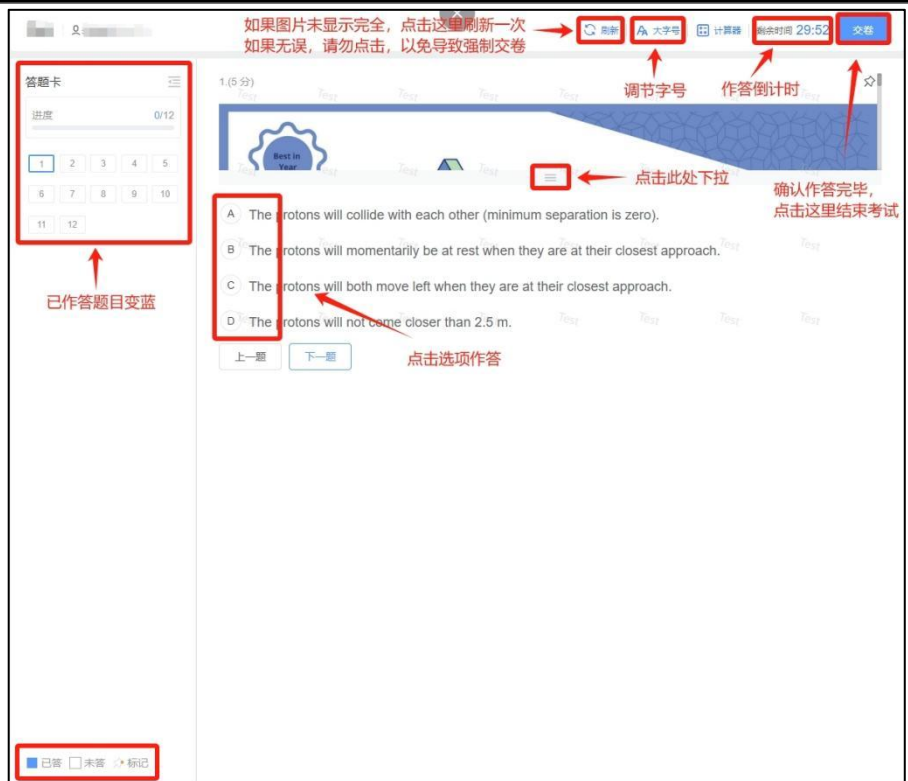 如果图片未显示完全，点击这里刷新一次
如果无误，请勿点击，以免导致强制交卷
刷新 大字号 计算器 剩余时间 29:52 交卷
调节字号 作答倒计时
答题卡
1.(5 分)
进度 0/12
Test Test Test Test Test
Best in
Year
点击此处下拉
确认作答完毕，
点击这里结束考试
1 2 3 4 5
6 7 8 9 10
11 12
已作答题目变蓝
A The protons will collide with each other (minimum separation is zero).
B The protons will momentarily be at rest when they are at their closest approach.
C The protons will both move left when they are at their closest approach.
D The protons will not come closer than 2.5 m.
Test Test Test Test
上一题 下一题
点击选项作答
已答 未答 标记